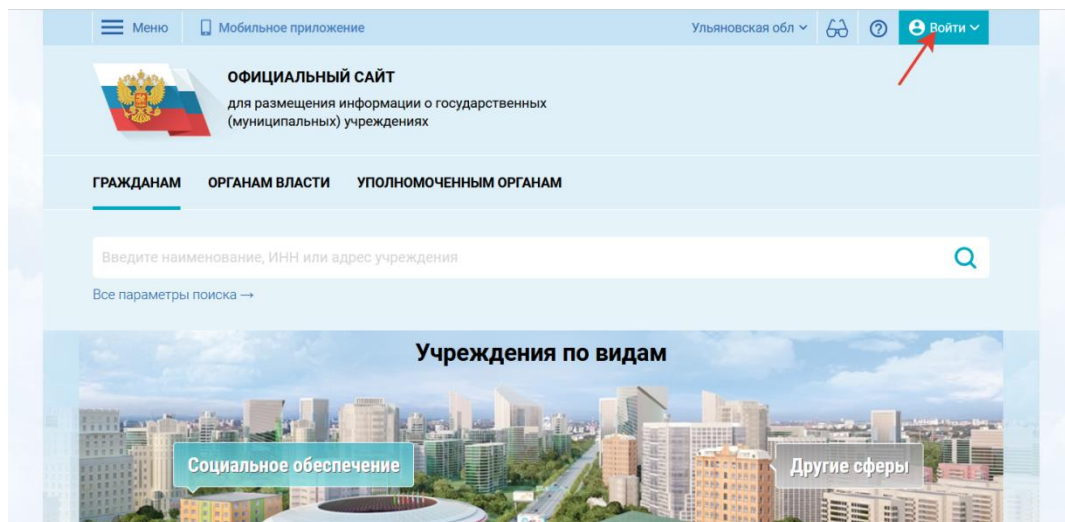 Меню
Мобильное приложение
Ульяновская обл
Войти
ОФИЦИАЛЬНЫЙ САЙТ
для размещения информации о государственных
(муниципальных) учреждениях
ГРАЖДАНАМ
ОРГАНАМ ВЛАСТИ
УПОЛНОМОЧЕННЫМ ОРГАНАМ
Введите наименование, ИНН или адрес учреждения
Все параметры поиска →
Учреждения по видам
Социальное обеспечение
Другие сферы